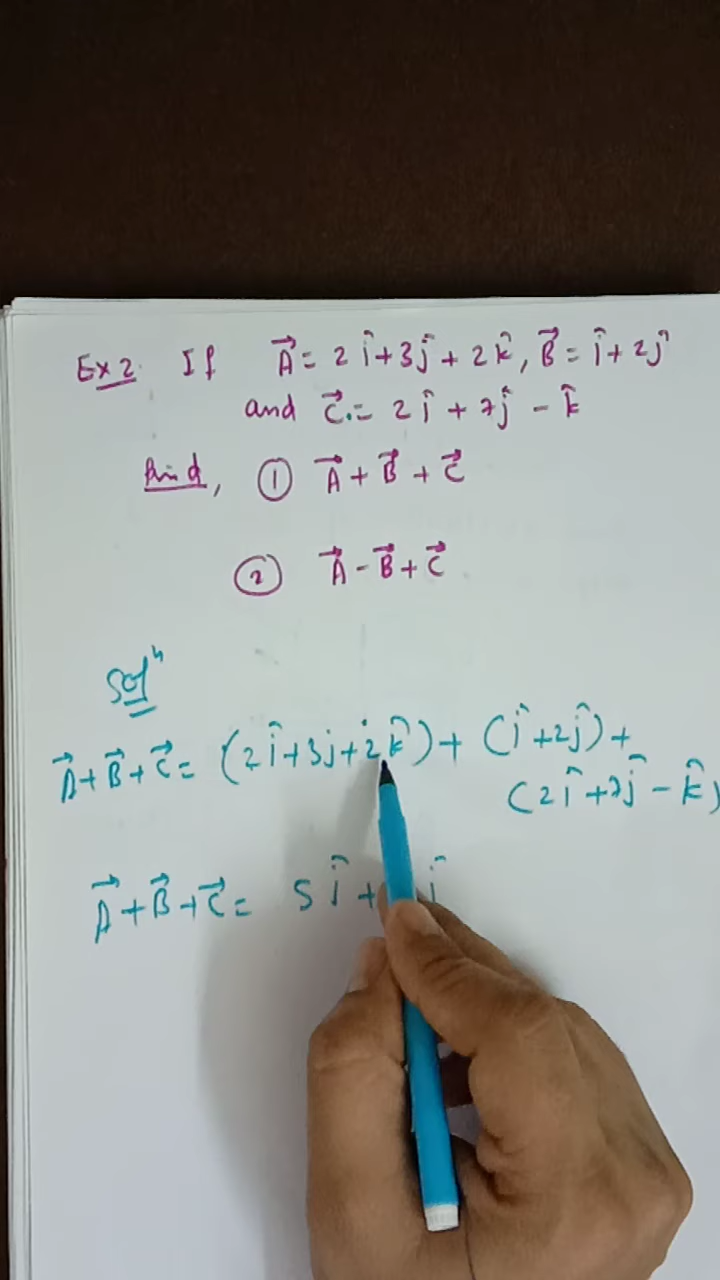 Ex 2. If A⃗ = 2î + 3ĵ + 2k̂, B⃗ = î + 2ĵ
and C⃗ = 2î + 7ĵ - k̂
Find, ① A⃗ + B⃗ + C⃗
② A⃗ - B⃗ + C⃗
Solⁿ
A⃗ + B⃗ + C⃗ = (2î + 3j + 2k̂) + (î + 2ĵ) +
(2î + 7ĵ - k̂)
A⃗ + B⃗ + C⃗ = 5î + ĵ